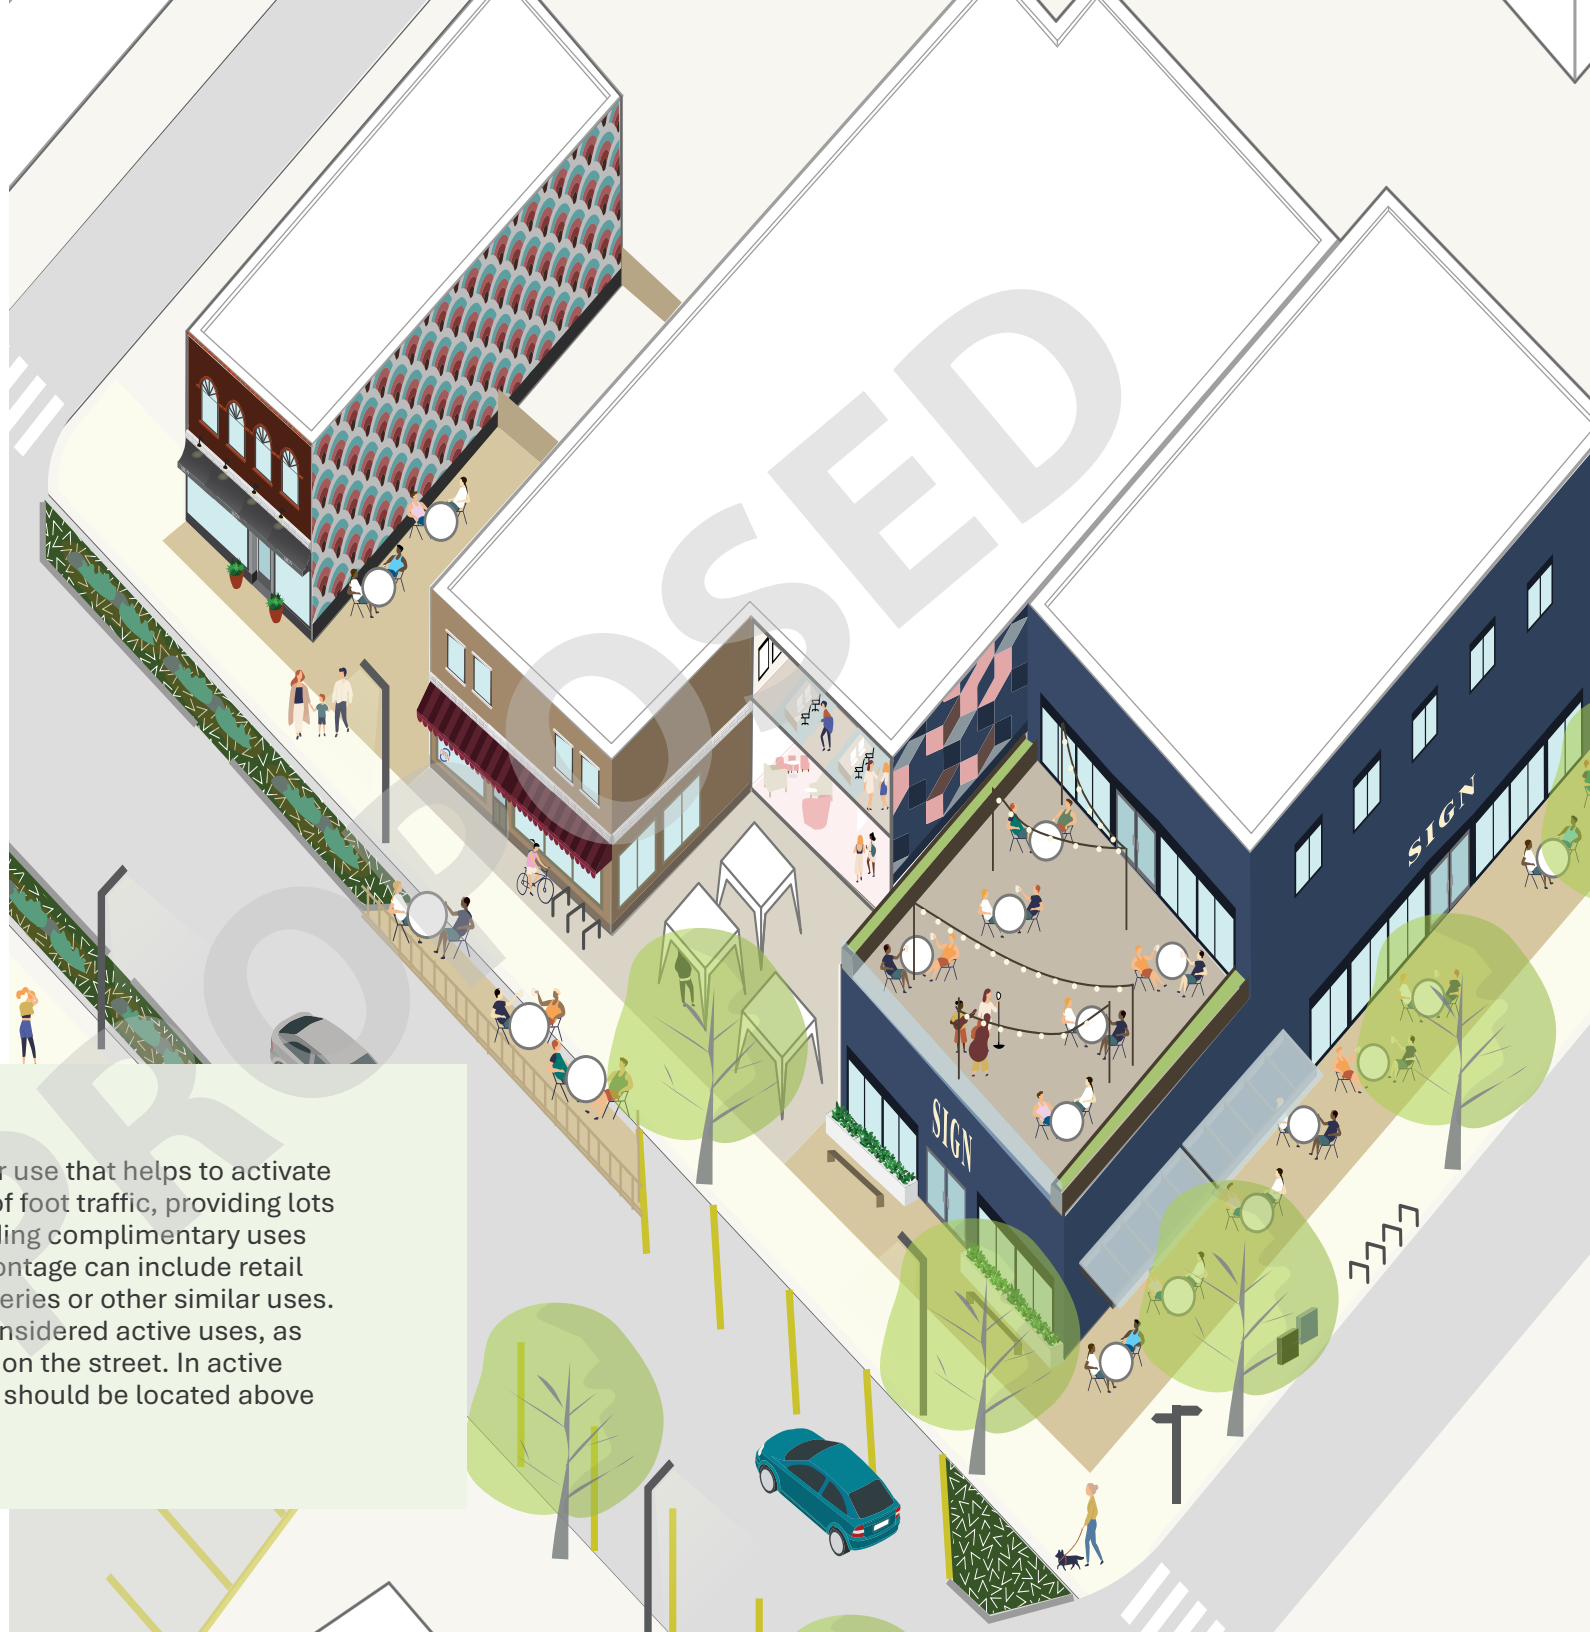 PROPOSED
SIGN
SIGN
r use that helps to activate
of foot traffic, providing lots
ding complimentary uses
ontage can include retail
eries or other similar uses.
nsidered active uses, as
on the street. In active
should be located above